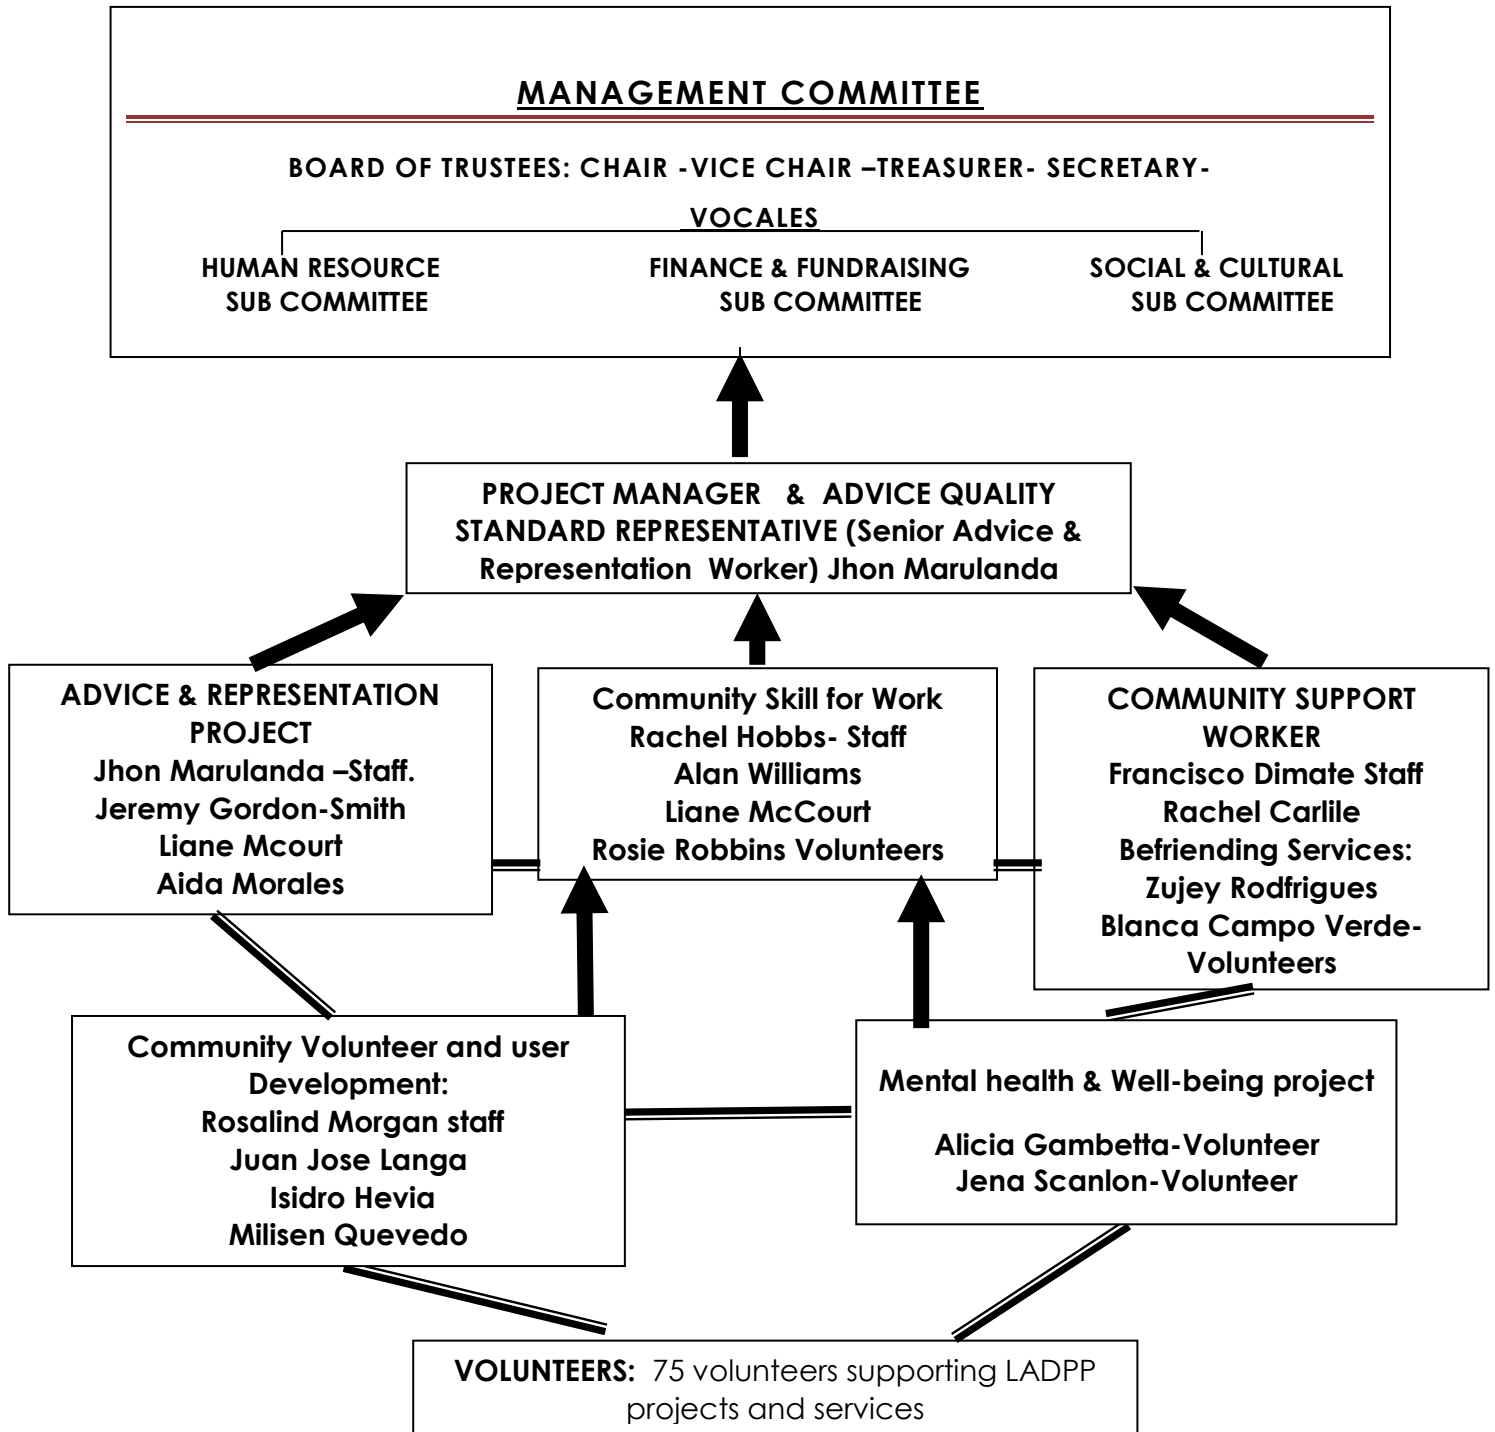 MANAGEMENT COMMITTEE
BOARD OF TRUSTEES: CHAIR -VICE CHAIR –TREASURER- SECRETARY-
VOCALES
HUMAN RESOURCE
SUB COMMITTEE
FINANCE & FUNDRAISING
SUB COMMITTEE
SOCIAL & CULTURAL
SUB COMMITTEE
PROJECT MANAGER & ADVICE QUALITY
STANDARD REPRESENTATIVE (Senior Advice &
Representation Worker) Jhon Marulanda
ADVICE & REPRESENTATION
PROJECT
Jhon Marulanda –Staff.
Jeremy Gordon-Smith
Liane Mcourt
Aida Morales
Community Skill for Work
Rachel Hobbs- Staff
Alan Williams
Liane McCourt
Rosie Robbins Volunteers
COMMUNITY SUPPORT
WORKER
Francisco Dimate Staff
Rachel Carlile
Befriending Services:
Zujey Rodfrigues
Blanca Campo Verde-
Volunteers
Community Volunteer and user
Development:
Rosalind Morgan staff
Juan Jose Langa
Isidro Hevia
Milisen Quevedo
Mental health & Well-being project
Alicia Gambetta-Volunteer
Jena Scanlon-Volunteer
VOLUNTEERS: 75 volunteers supporting LADPP
projects and services